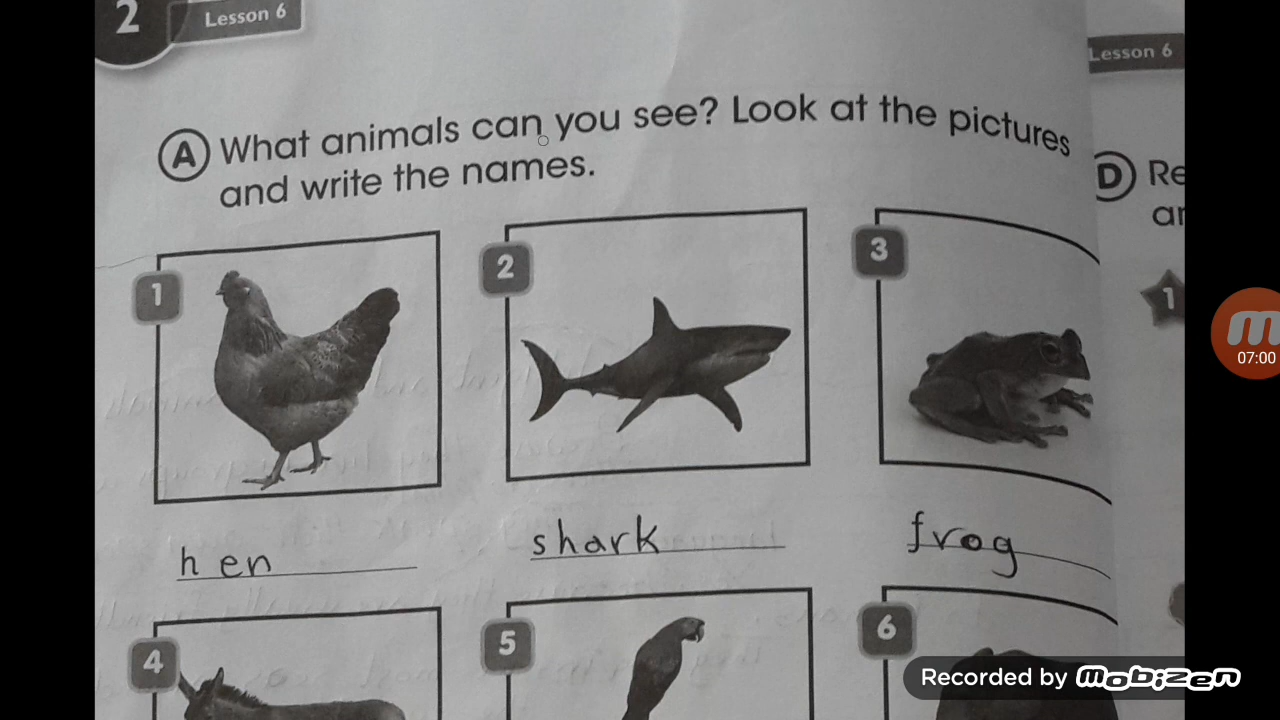 2
Lesson 6
Lesson 6
A What animals can you see? Look at the pictures
and write the names.
D Re
ar
1
2
3
1
hen
shark
frog
4
5
6
07:00
Recorded by Mobizen